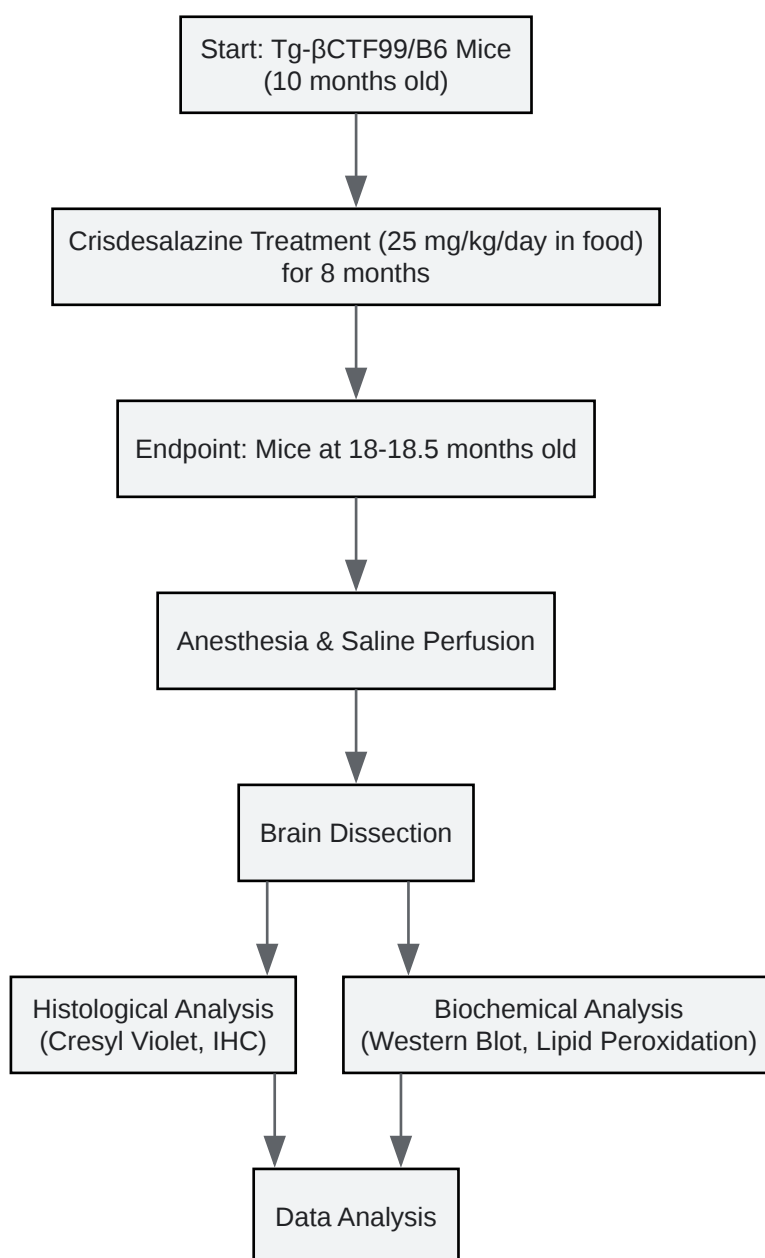 Start: Tg-βCTF99/B6 Mice
(10 months old)
Crisdesalazine Treatment (25 mg/kg/day in food)
for 8 months
Endpoint: Mice at 18-18.5 months old
Anesthesia & Saline Perfusion
Brain Dissection
Histological Analysis
(Cresyl Violet, IHC)
Biochemical Analysis
(Western Blot, Lipid Peroxidation)
Data Analysis